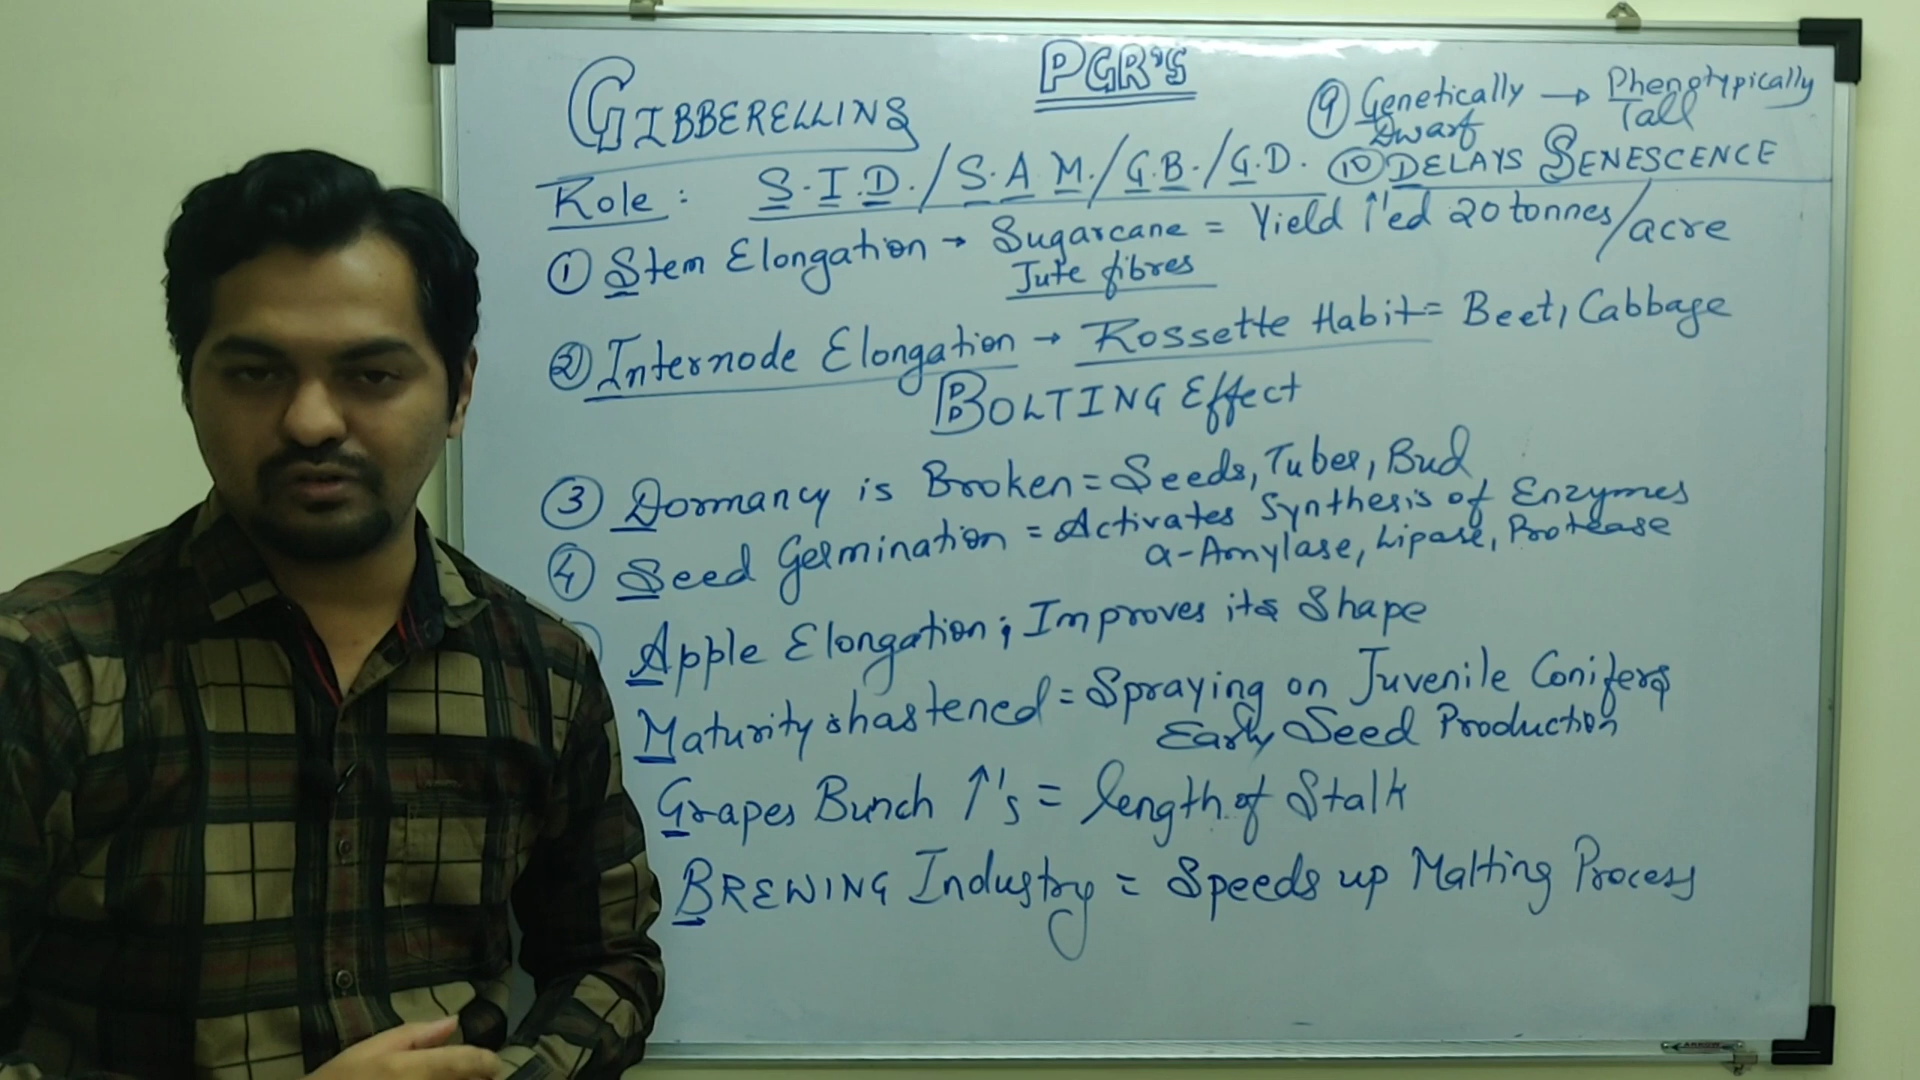 PGR'S
GIBBERELLINS
⑨ Genetically → Phenotypically
Dwarf Tall
Role : S.I.D./S.A.M./G.B./G.D. ⑩ DELAYS SENESCENCE
① Stem Elongation → Sugarcane = Yield ↑'ed 20 tonnes/acre
Jute fibres
② Internode Elongation → Rossette Habit = Beet, Cabbage
BOLTING Effect
③ Dormancy is Broken = Seeds, Tuber, Bud
④ Seed Germination = Activates Synthesis of Enzymes
α-Amylase, Lipase, Protease
Apple Elongation; Improves its Shape
Maturity is hastened = Spraying on Juvenile Conifers
Early Seed Production
Grapes Bunch ↑'s = length of Stalk
BREWING Industry = Speeds up Malting Process
ARROW